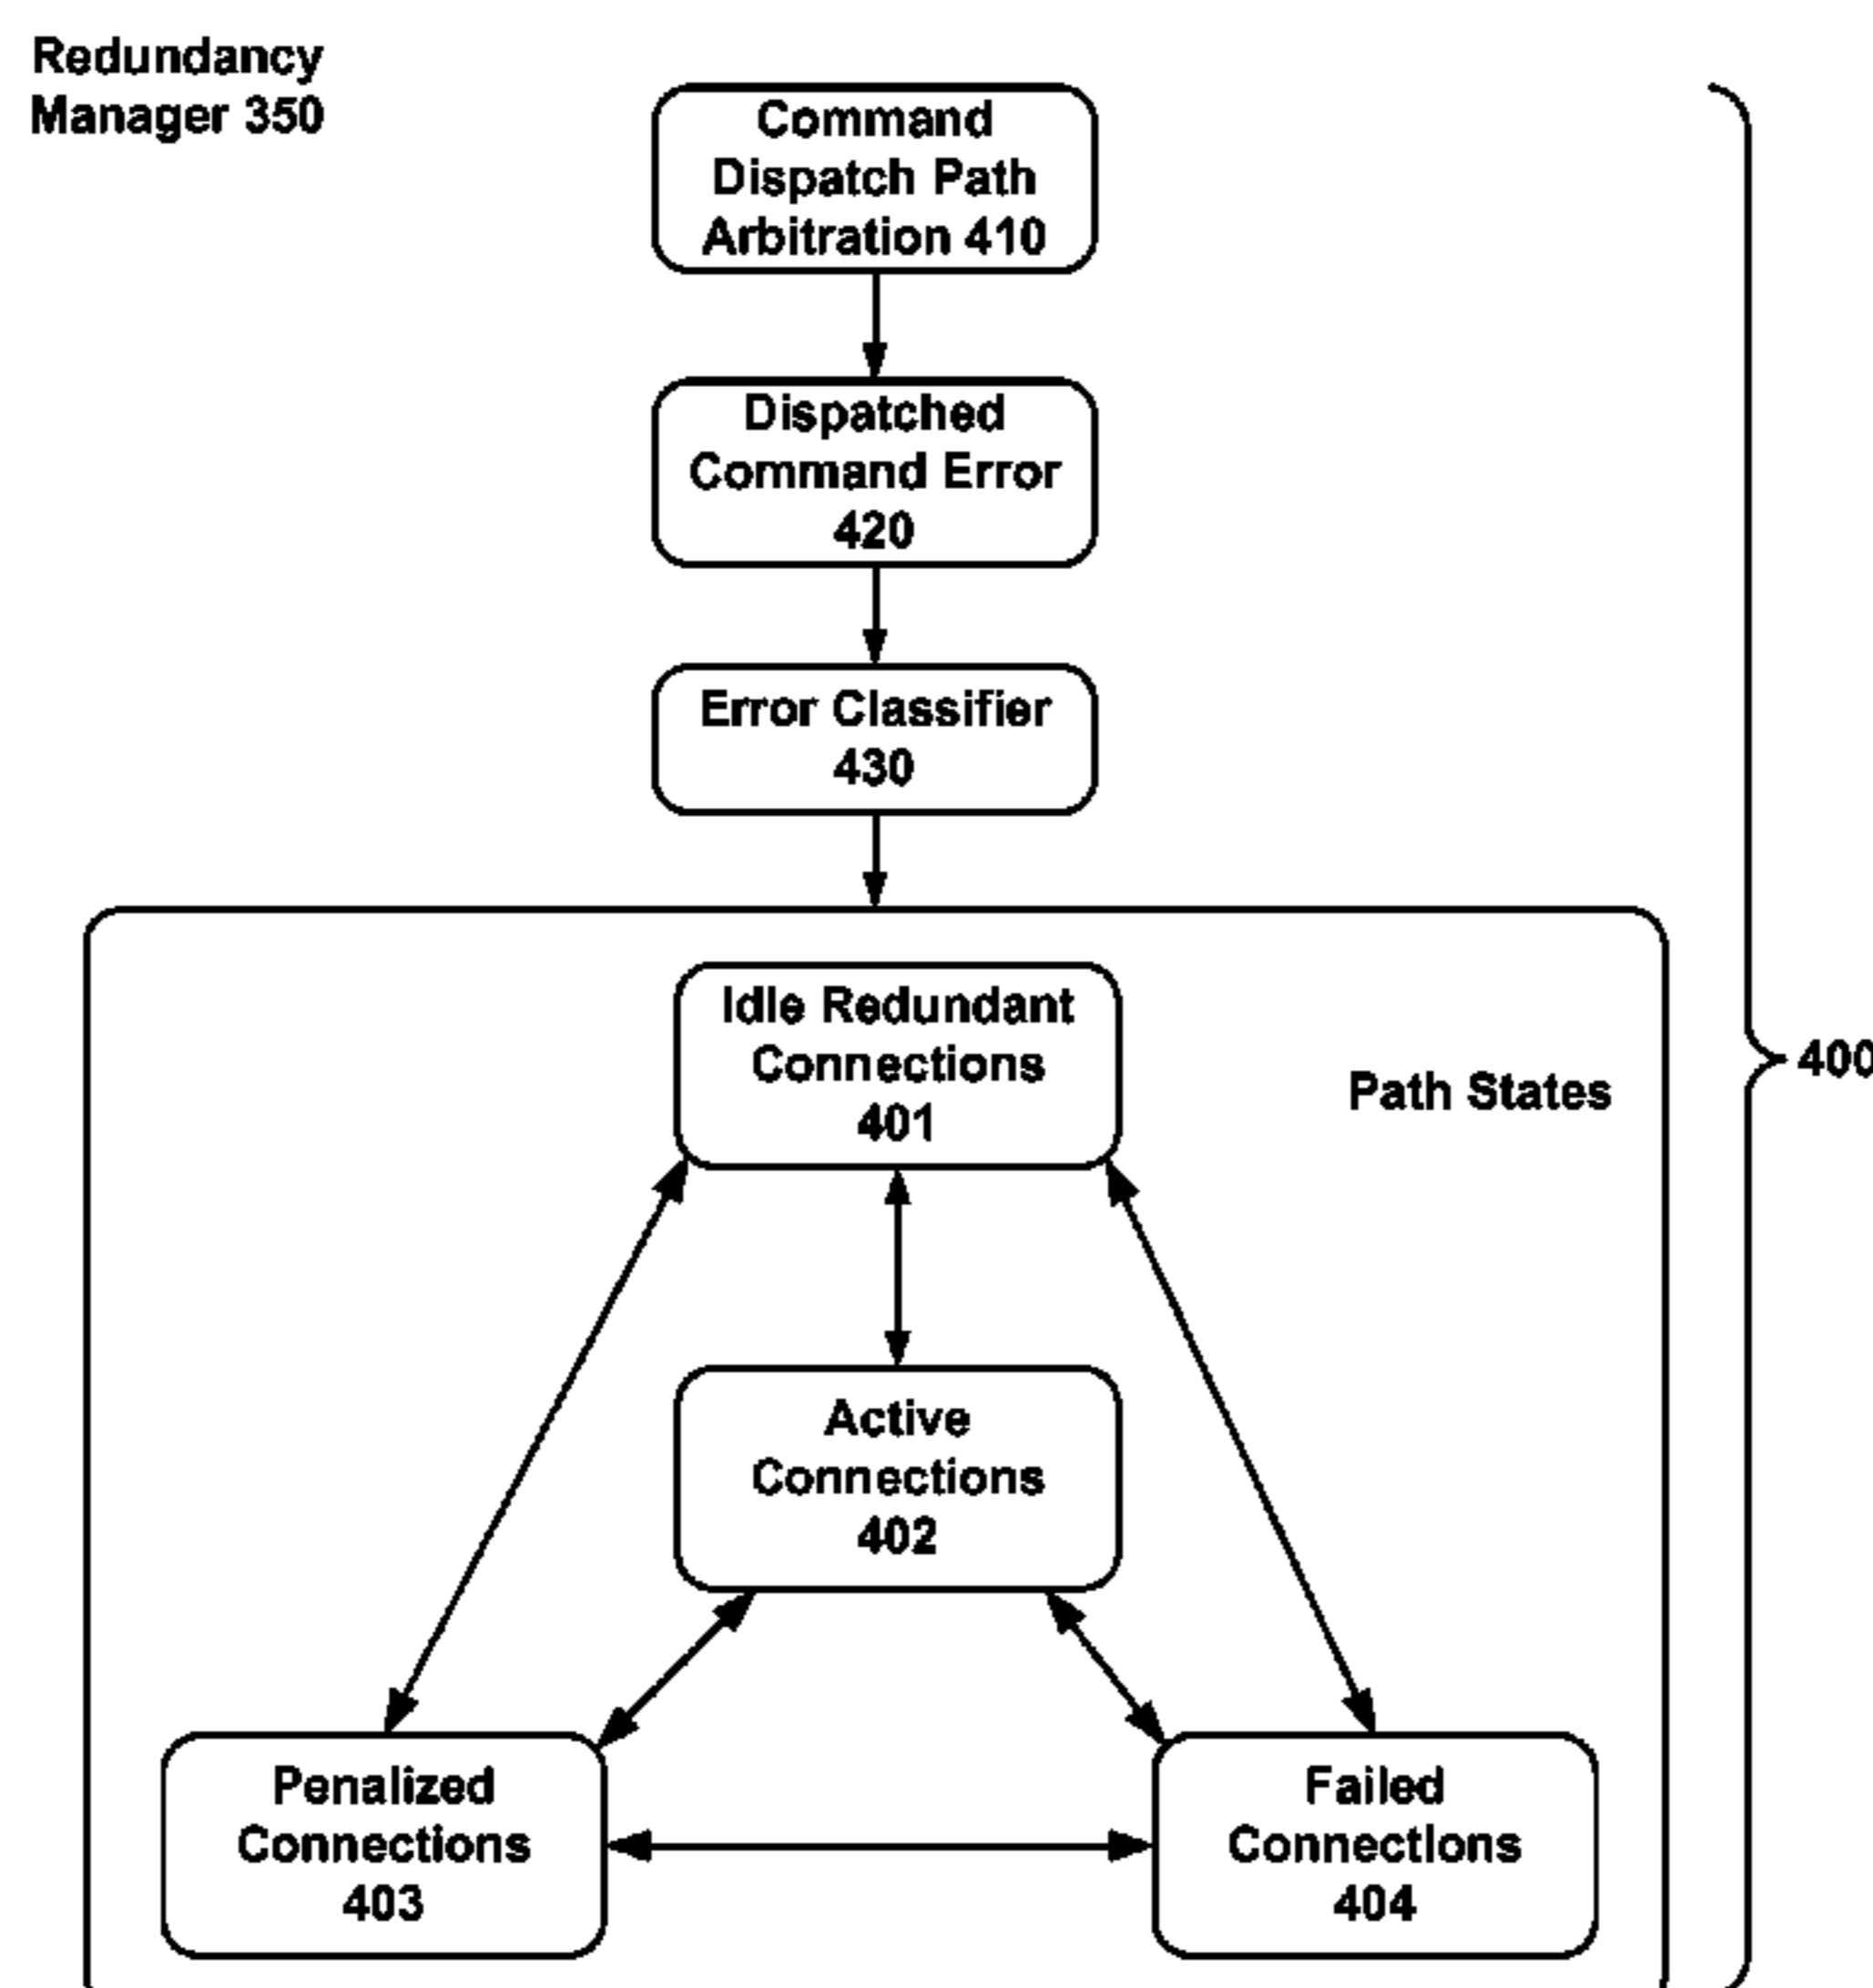 Redundancy
Manager 350
Command
Dispatch Path
Arbitration 410
Dispatched
Command Error
420
Error Classifier
430
Idle Redundant
Connections
401
Path States
400
Active
Connections
402
Penalized
Connections
403
Failed
Connections
404